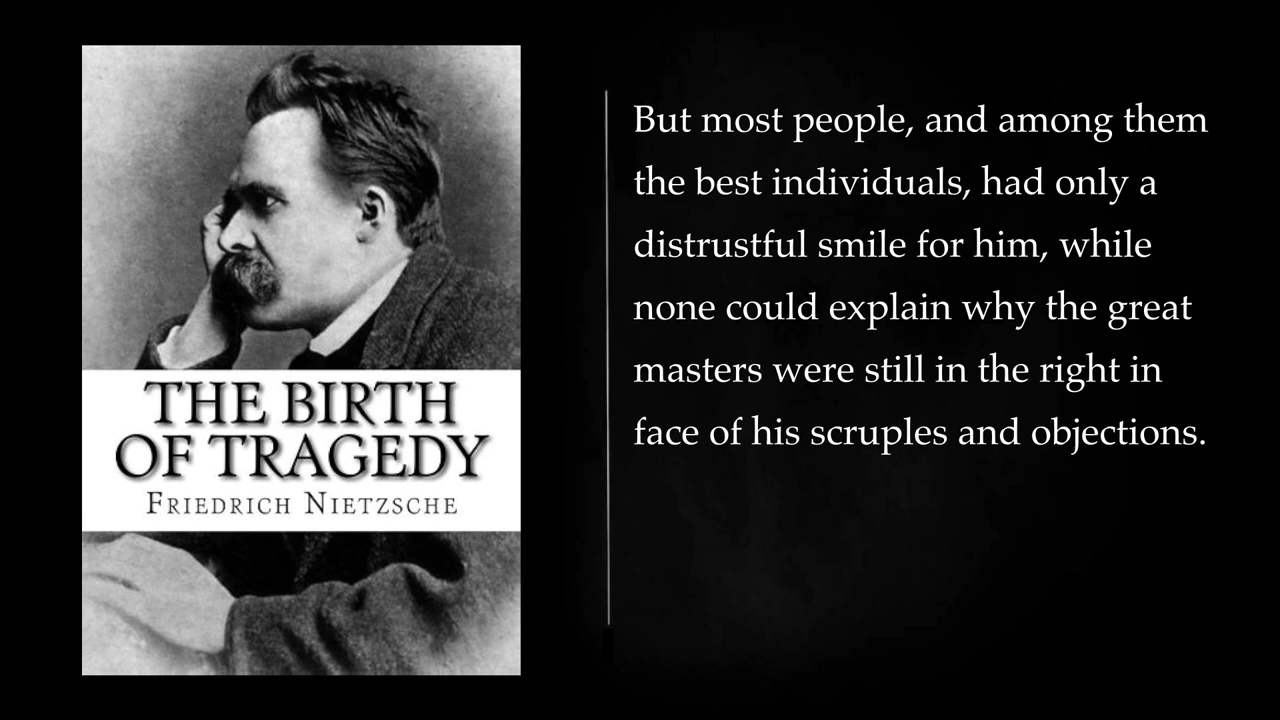 THE BIRTH
OF TRAGEDY
FRIEDRICH NIETZSCHE
But most people, and among them
the best individuals, had only a
distrustful smile for him, while
none could explain why the great
masters were still in the right in
face of his scruples and objections.